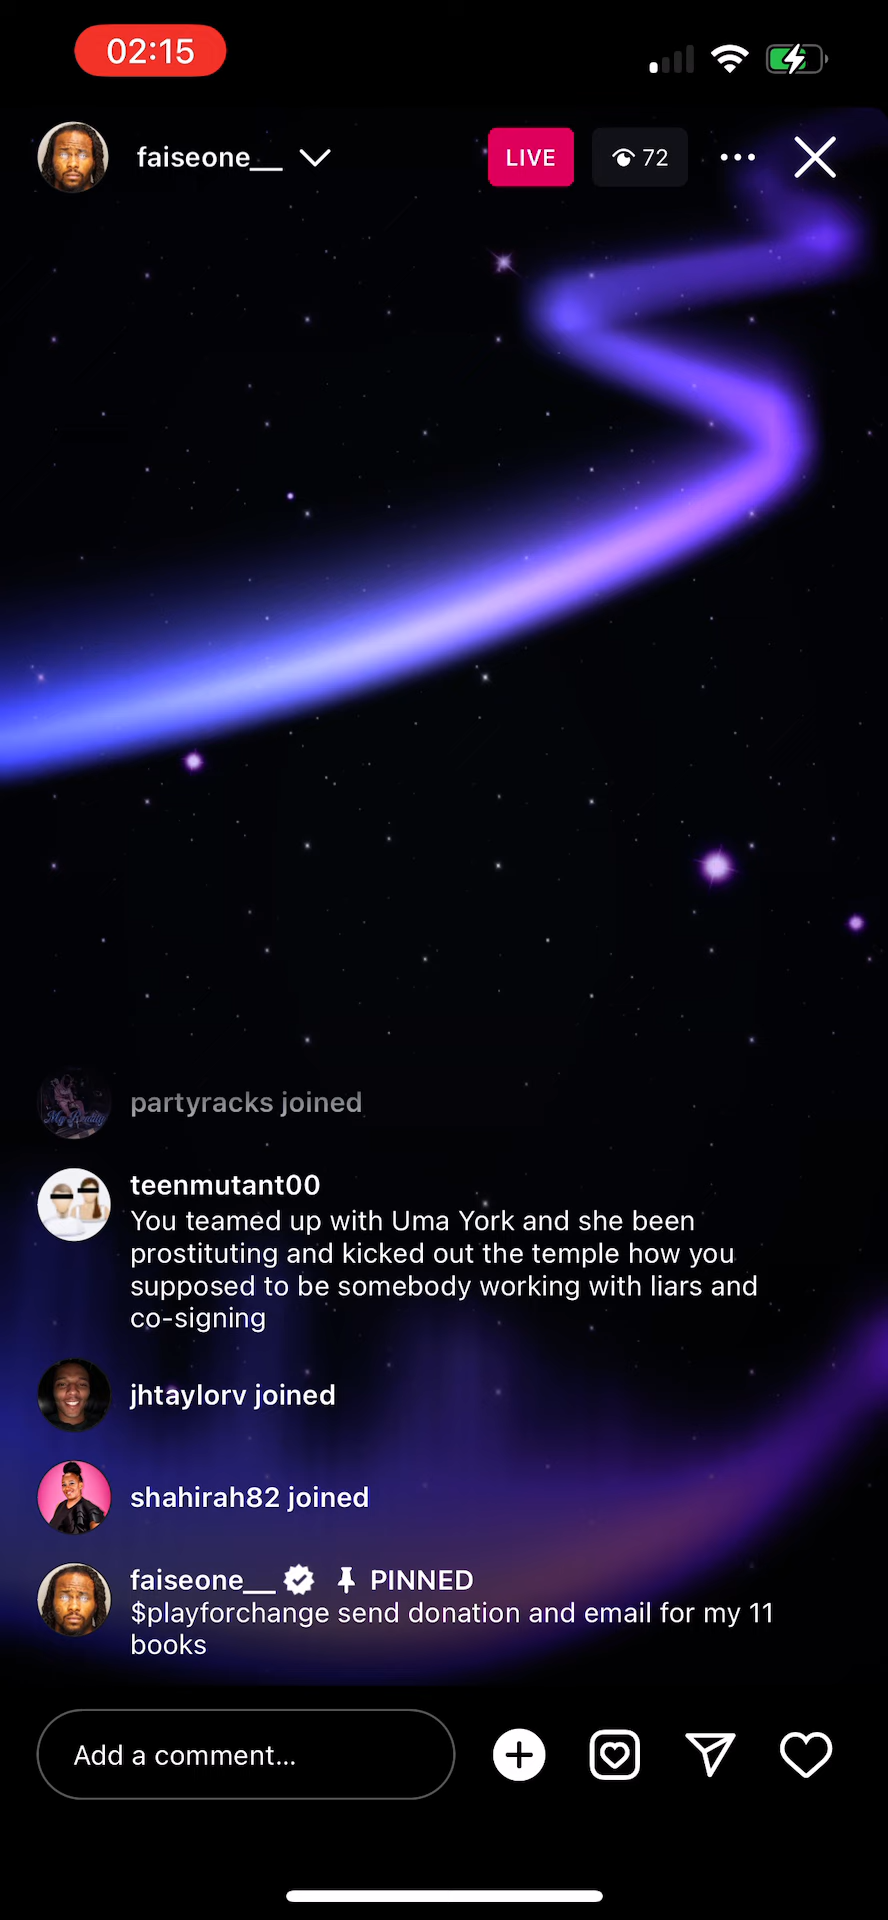 02:15
faiseone__
LIVE
72
partyracks joined
teenmutant00
You teamed up with Uma York and she been
prostituting and kicked out the temple how you
supposed to be somebody working with liars and
co-signing
jhtaylorv joined
shahirah82 joined
faiseone__ PINNED
$playforchange send donation and email for my 11
books
Add a comment...